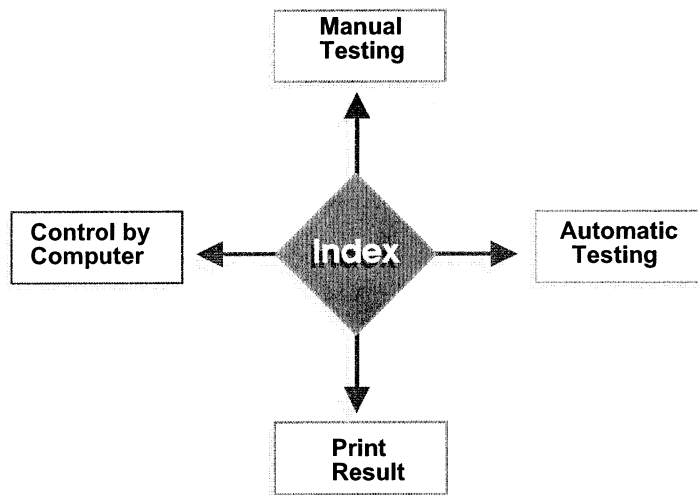 Manual
Testing
Control by
Computer
Index
Automatic
Testing
Print
Result